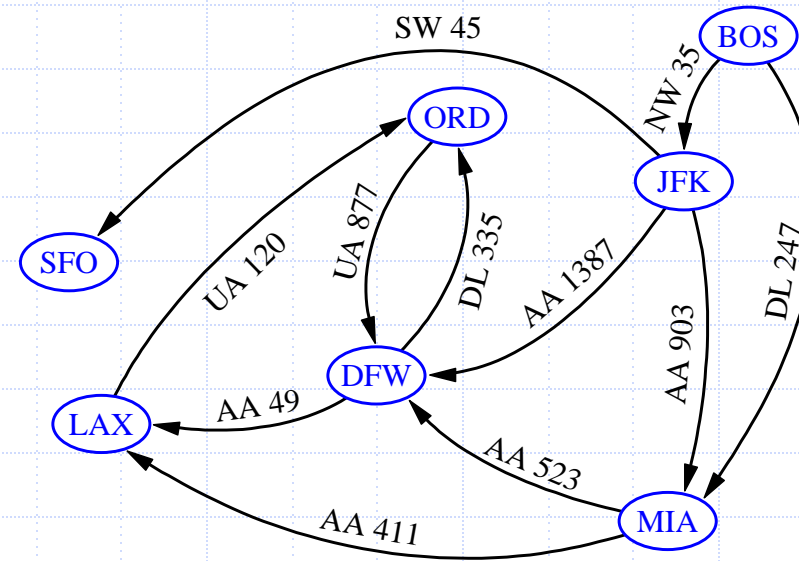 SW 45
BOS
NW 35
ORD
JFK
UA 877
DL 335
SFO
UA 120
AA 1387
DL 247
AA 903
DFW
AA 49
LAX
AA 523
MIA
AA 411